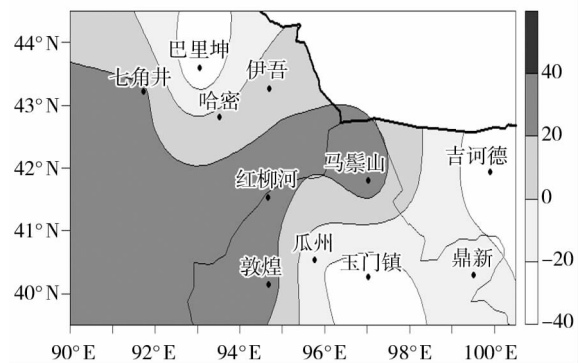 44° N
43° N
42° N
41° N
40° N
巴里坤
七角井
伊吾
哈密
马鬃山
吉诃德
红柳河
瓜州
玉门镇
鼎新
敦煌
90° E
92° E
94° E
96° E
98° E
100° E
40
20
0
−20
−40